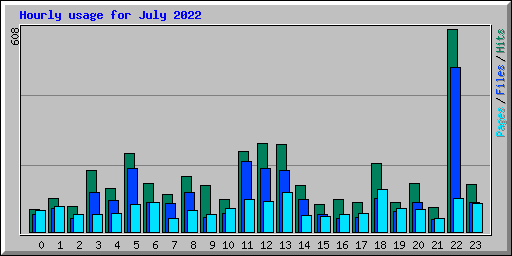 Hourly usage for July 2022
608
Pages / Files / Hits
0 1 2 3 4 5 6 7 8 9 10 11 12 13 14 15 16 17 18 19 20 21 22 23